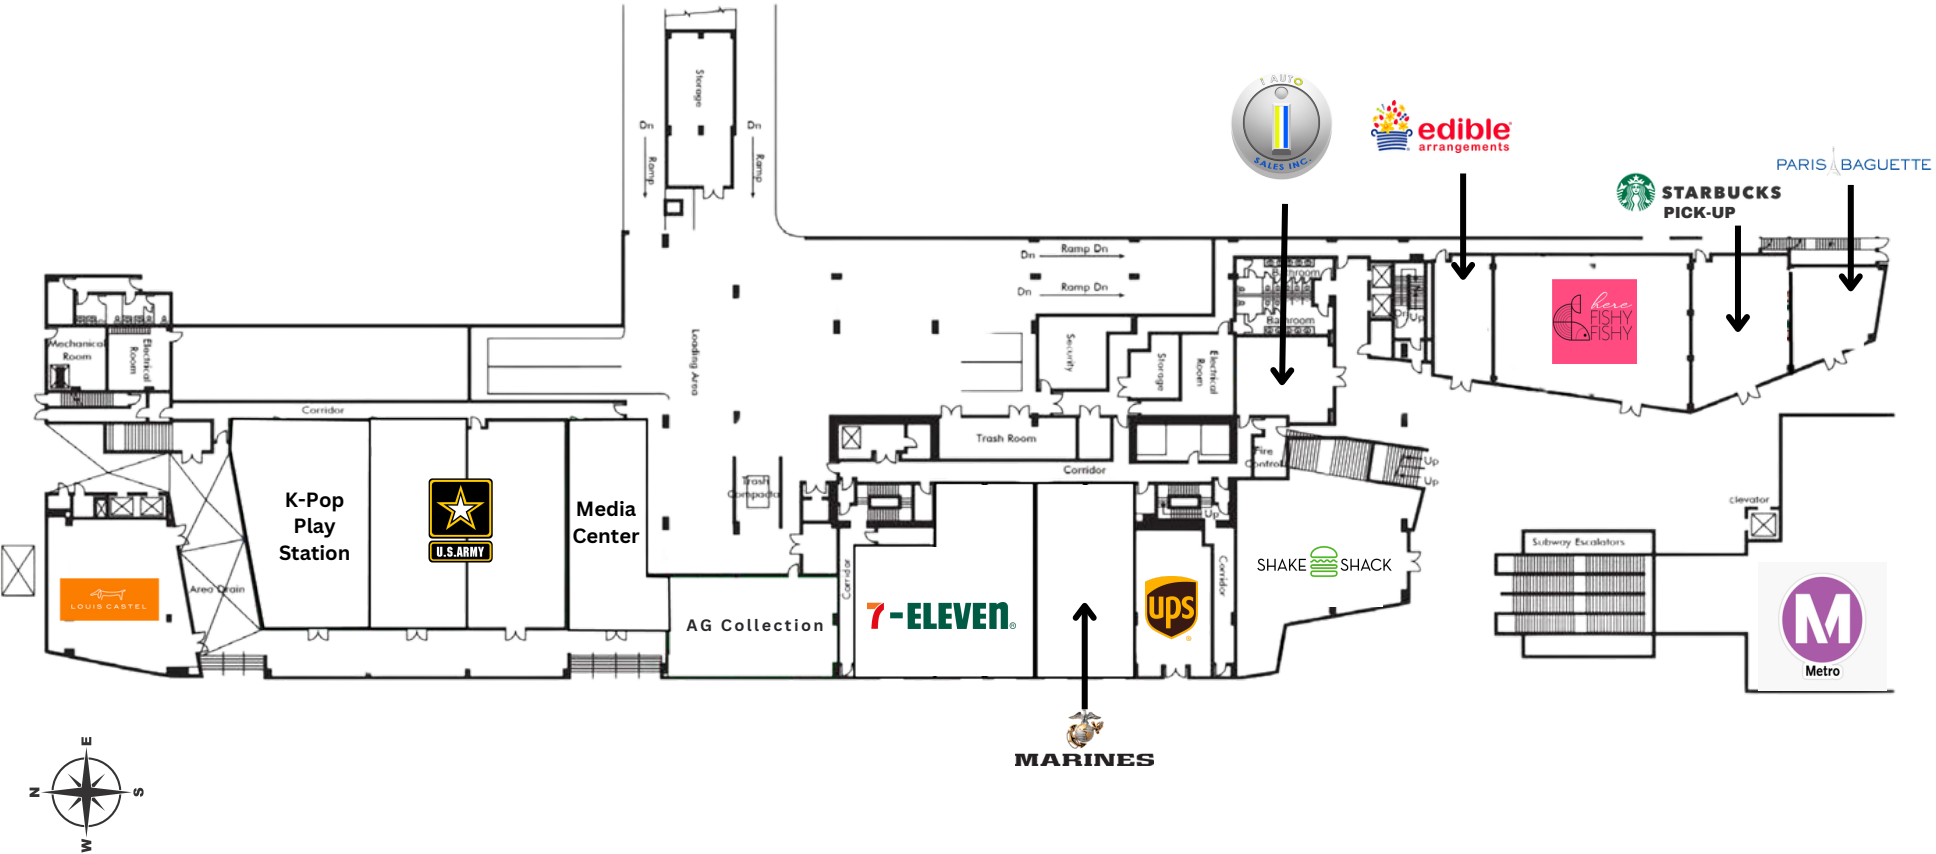 Storage
Dn
Dn
Ramp
Ramp
I AUTO
SALES INC.
edible
arrangements
PARIS BAGUETTE
STARBUCKS
PICK-UP
Ramp Dn
Dn
Ramp Dn
Dn
Bathroom
Bathroom
Dn
Up
here
FISHY
FISHY
Mechanical
Room
Electrical
Room
Loading Area
Security
Storage
Electrical
Room
Corridor
Trash Room
Corridor
Fire
Control
Up
Up
K-Pop
Play
Station
U.S.ARMY
Media
Center
Trash
Compacto
Up
Elevator
Subway Escalators
SHAKE SHACK
LOUIS CASTEL
Area Drain
AG Collection
Corridor
7-ELEVEn
ups
Corridor
M
Metro
MARINES
E
N
S
W